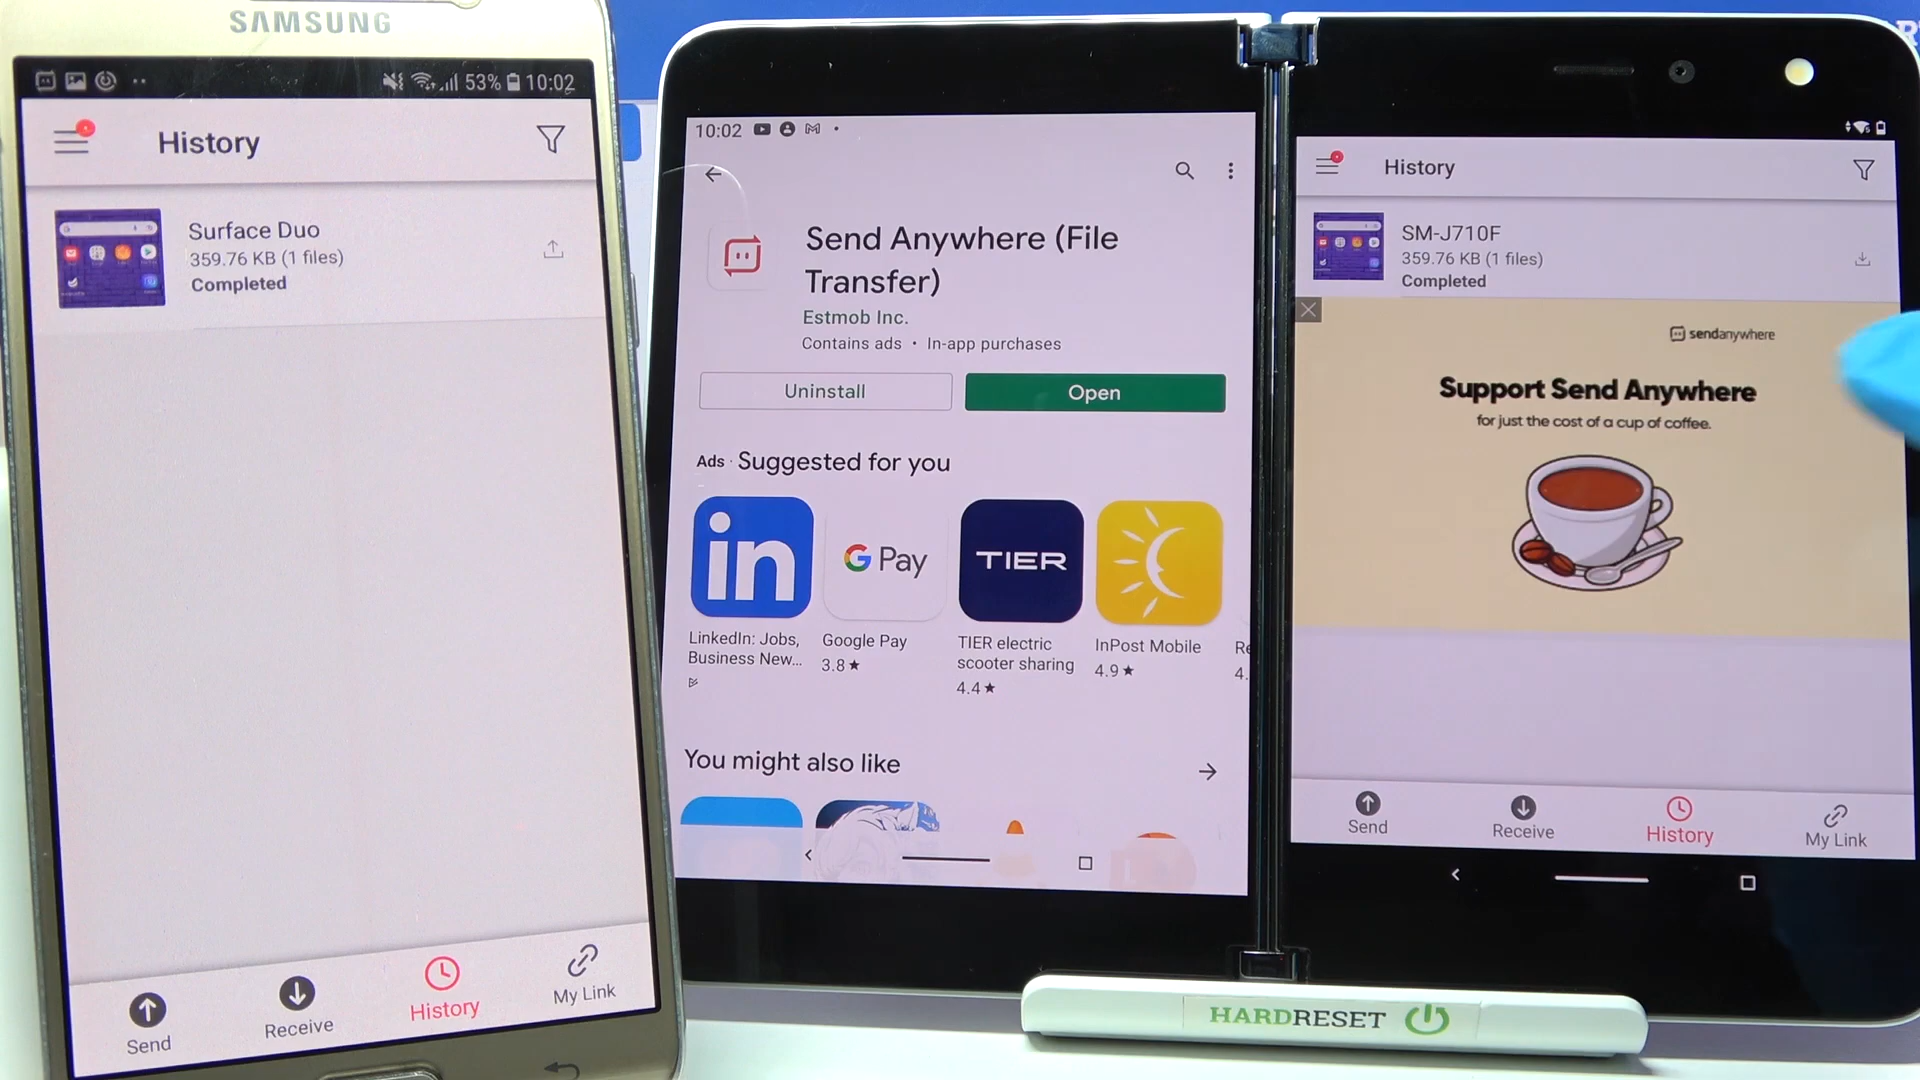 SAMSUNG
53% 10:02
History
Surface Duo
359.76 KB (1 files)
Completed
Send
Receive
History
My Link
10:02
Send Anywhere (File
Transfer)
Estmob Inc.
Contains ads • In-app purchases
Uninstall
Open
Ads · Suggested for you
in
G Pay
TIER
LinkedIn: Jobs,
Business New...
Google Pay
3.8★
TIER electric
scooter sharing
4.4★
InPost Mobile
4.9★
Re
4.
You might also like
History
SM-J710F
359.76 KB (1 files)
Completed
sendanywhere
Support Send Anywhere
for just the cost of a cup of coffee.
Send
Receive
History
My Link
HARDRESET